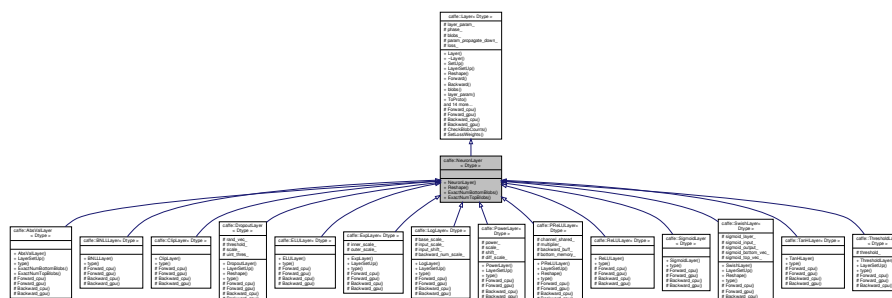 caffe::Layer< Dtype >
# layer_param_
# phase_
# blobs_
# param_propagate_down_
# loss_
+ Layer()
+ ~Layer()
+ SetUp()
+ LayerSetUp()
+ Reshape()
+ Forward()
+ Backward()
+ blobs()
+ layer_param()
+ ToProto()
and 14 more...
# Forward_cpu()
# Forward_gpu()
# Backward_cpu()
# Backward_gpu()
# CheckBlobCounts()
# SetLossWeights()
caffe::NeuronLayer
< Dtype >
+ NeuronLayer()
+ Reshape()
+ ExactNumBottomBlobs()
+ ExactNumTopBlobs()
caffe::AbsValLayer
< Dtype >
+ AbsValLayer()
+ LayerSetUp()
+ type()
+ ExactNumTopBlobs()
# Forward_cpu()
# Forward_gpu()
# Backward_cpu()
# Backward_gpu()
caffe::BNLLLayer< Dtype >
+ BNLLLayer()
+ type()
# Forward_cpu()
# Forward_gpu()
# Backward_cpu()
# Backward_gpu()
caffe::ClipLayer< Dtype >
+ ClipLayer()
+ type()
# Forward_cpu()
# Forward_gpu()
# Backward_cpu()
# Backward_gpu()
caffe::DropoutLayer
< Dtype >
# rand_vec_
# threshold_
# scale_
# uint_thres_
+ DropoutLayer()
+ LayerSetUp()
+ Reshape()
+ type()
# Forward_cpu()
# Forward_gpu()
# Backward_cpu()
caffe::ELULayer< Dtype >
+ ELULayer()
+ type()
# Forward_cpu()
# Forward_gpu()
# Backward_cpu()
# Backward_gpu()
caffe::ExpLayer< Dtype >
# inner_scale_
# outer_scale_
+ ExpLayer()
+ LayerSetUp()
+ type()
# Forward_cpu()
# Forward_gpu()
# Backward_cpu()
# Backward_gpu()
caffe::LogLayer< Dtype >
# base_scale_
# input_scale_
# input_shift_
# backward_num_scale_
+ LogLayer()
+ LayerSetUp()
+ type()
# Forward_cpu()
# Forward_gpu()
# Backward_cpu()
# Backward_gpu()
caffe::PowerLayer
< Dtype >
# power_
# scale_
# shift_
# diff_scale_
+ PowerLayer()
+ LayerSetUp()
+ type()
# Forward_cpu()
# Forward_gpu()
# Backward_cpu()
# Backward_gpu()
caffe::PReLULayer
< Dtype >
# channel_shared_
# multiplier_
# backward_buff_
# bottom_memory_
+ PReLULayer()
+ LayerSetUp()
+ Reshape()
+ type()
# Forward_cpu()
# Forward_gpu()
# Backward_cpu()
caffe::ReLULayer< Dtype >
+ ReLULayer()
+ type()
# Forward_cpu()
# Forward_gpu()
# Backward_cpu()
# Backward_gpu()
caffe::SigmoidLayer
< Dtype >
+ SigmoidLayer()
+ type()
# Forward_cpu()
# Forward_gpu()
# Backward_cpu()
# Backward_gpu()
caffe::SwishLayer
< Dtype >
# sigmoid_layer_
# sigmoid_input_
# sigmoid_output_
# sigmoid_bottom_vec_
# sigmoid_top_vec_
+ SwishLayer()
+ LayerSetUp()
+ Reshape()
+ type()
# Forward_cpu()
# Forward_gpu()
# Backward_cpu()
caffe::TanHLayer< Dtype >
+ TanHLayer()
+ type()
# Forward_cpu()
# Forward_gpu()
# Backward_cpu()
# Backward_gpu()
caffe::ThresholdLayer
< Dtype >
# threshold_
+ ThresholdLayer()
+ LayerSetUp()
+ type()
# Forward_cpu()
# Forward_gpu()
# Backward_cpu()